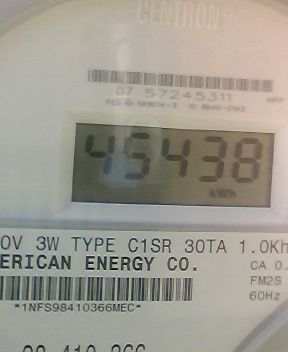 CENTRON
07 57245311
45438
kWh
0V 3W TYPE C1SR 30TA 1.0Kh
ERICAN ENERGY CO.
CA 0.
FM2S
60Hz
*1NFS98410366MEC*